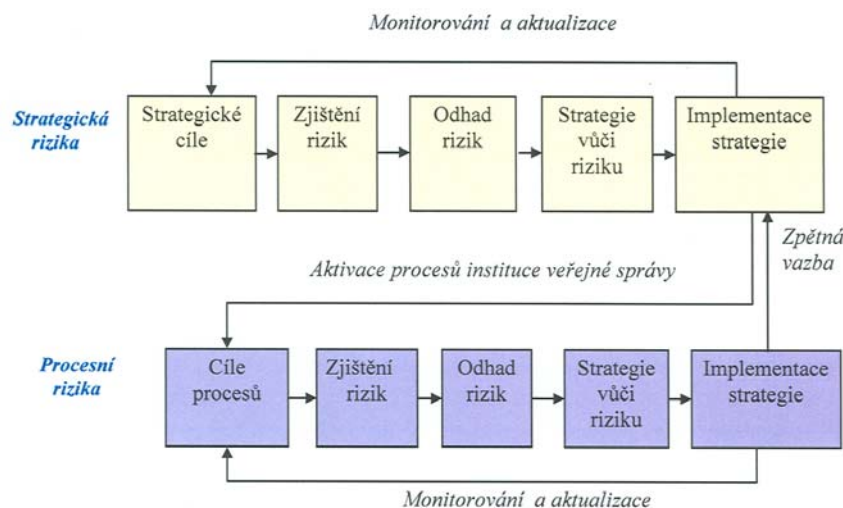 Monitorování a aktualizace
Strategická
rizika
Strategické
cíle
Zjištění
rizik
Odhad
rizik
Strategie
vůči
riziku
Implementace
strategie
Zpětná
vazba
Aktivace procesů instituce veřejné správy
Procesní
rizika
Cíle
procesů
Zjištění
rizik
Odhad
rizik
Strategie
vůči
riziku
Implementace
strategie
Monitorování a aktualizace